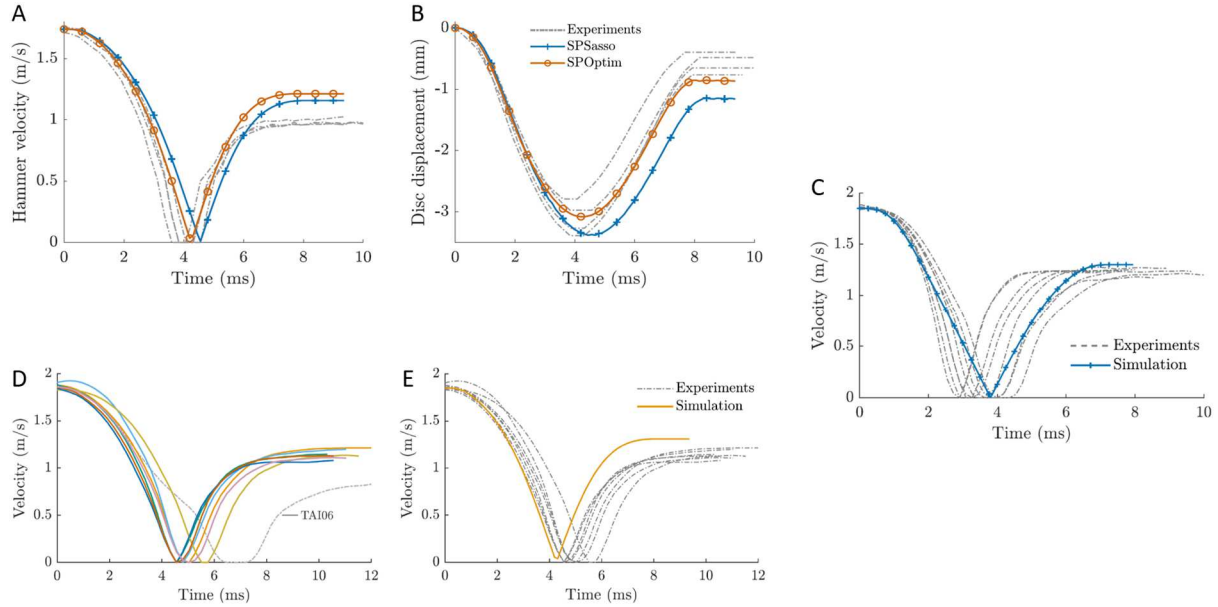 A
Hammer velocity (m/s)
1.5
1
0.5
0
0 2 4 6 8 10
Time (ms)
B
Disc displacement (mm)
0
-1
-2
-3
0 2 4 6 8 10
Time (ms)
Experiments
SPSasso
SPOptim
C
Velocity (m/s)
2
1.5
1
0.5
0
0 2 4 6 8 10
Time (ms)
Experiments
Simulation
D
Velocity (m/s)
2
1.5
1
0.5
0
0 2 4 6 8 10 12
Time (ms)
TAI06
E
Velocity (m/s)
2
1.5
1
0.5
0
0 2 4 6 8 10 12
Time (ms)
Experiments
Simulation